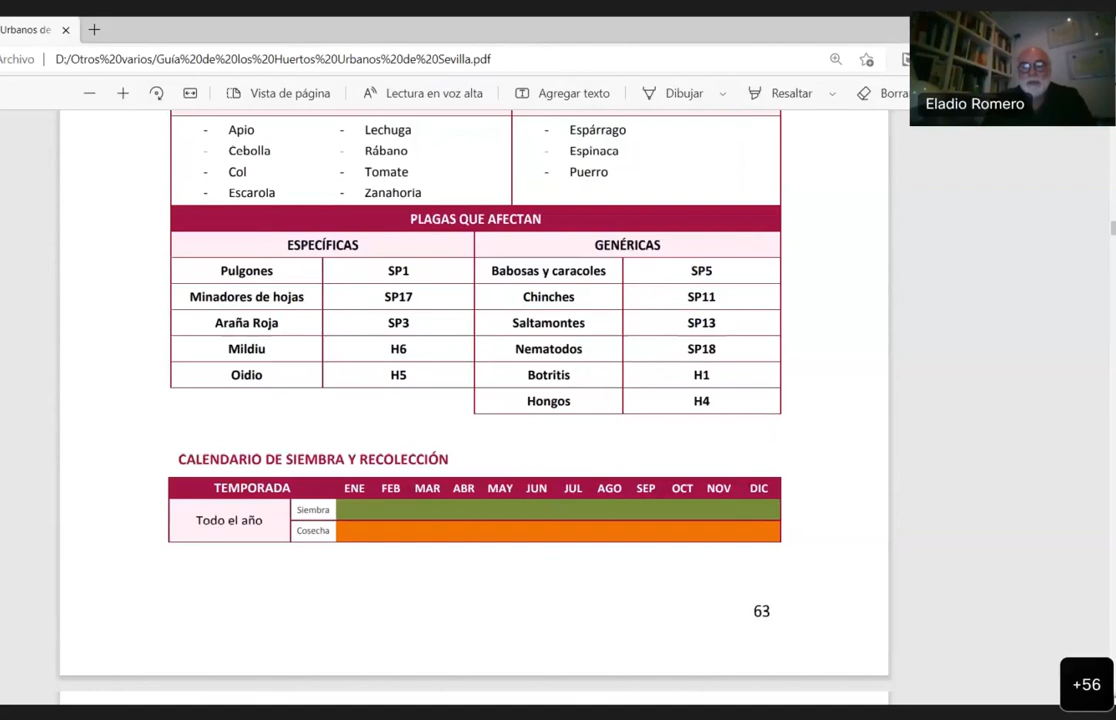 Urbanos de
Archivo D:/Otros%20varios/Guía%20de%20los%20Huertos%20Urbanos%20de%20Sevilla.pdf
Vista de página Lectura en voz alta Agregar texto Dibujar Resaltar Borra
Eladio Romero
- Apio - Lechuga - Espárrago
- Cebolla - Rábano - Espinaca
- Col - Tomate - Puerro
- Escarola - Zanahoria
PLAGAS QUE AFECTAN
ESPECÍFICAS GENÉRICAS
Pulgones SP1 Babosas y caracoles SP5
Minadores de hojas SP17 Chinches SP11
Araña Roja SP3 Saltamontes SP13
Mildiu H6 Nematodos SP18
Oidio H5 Botritis H1
Hongos H4
CALENDARIO DE SIEMBRA Y RECOLECCIÓN
TEMPORADA ENE FEB MAR ABR MAY JUN JUL AGO SEP OCT NOV DIC
Todo el año Siembra
Cosecha
63
+56